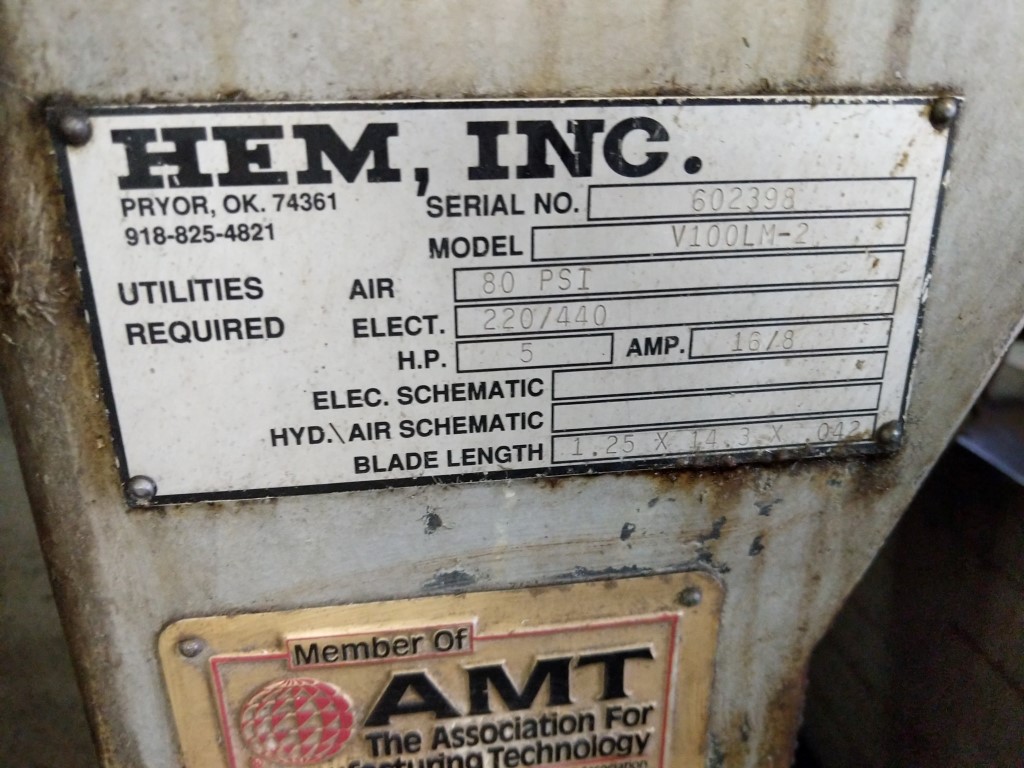 HEM, INC.
PRYOR, OK. 74361
918-825-4821
SERIAL NO. 602398
MODEL V100LM-2
UTILITIES REQUIRED
AIR 80 PSI
ELECT. 220/440
H.P. 5 AMP. 16/8
ELEC. SCHEMATIC
HYD.\AIR SCHEMATIC
BLADE LENGTH 1.25 X 14.3 X .042
Member Of
AMT
The Association For
Technology